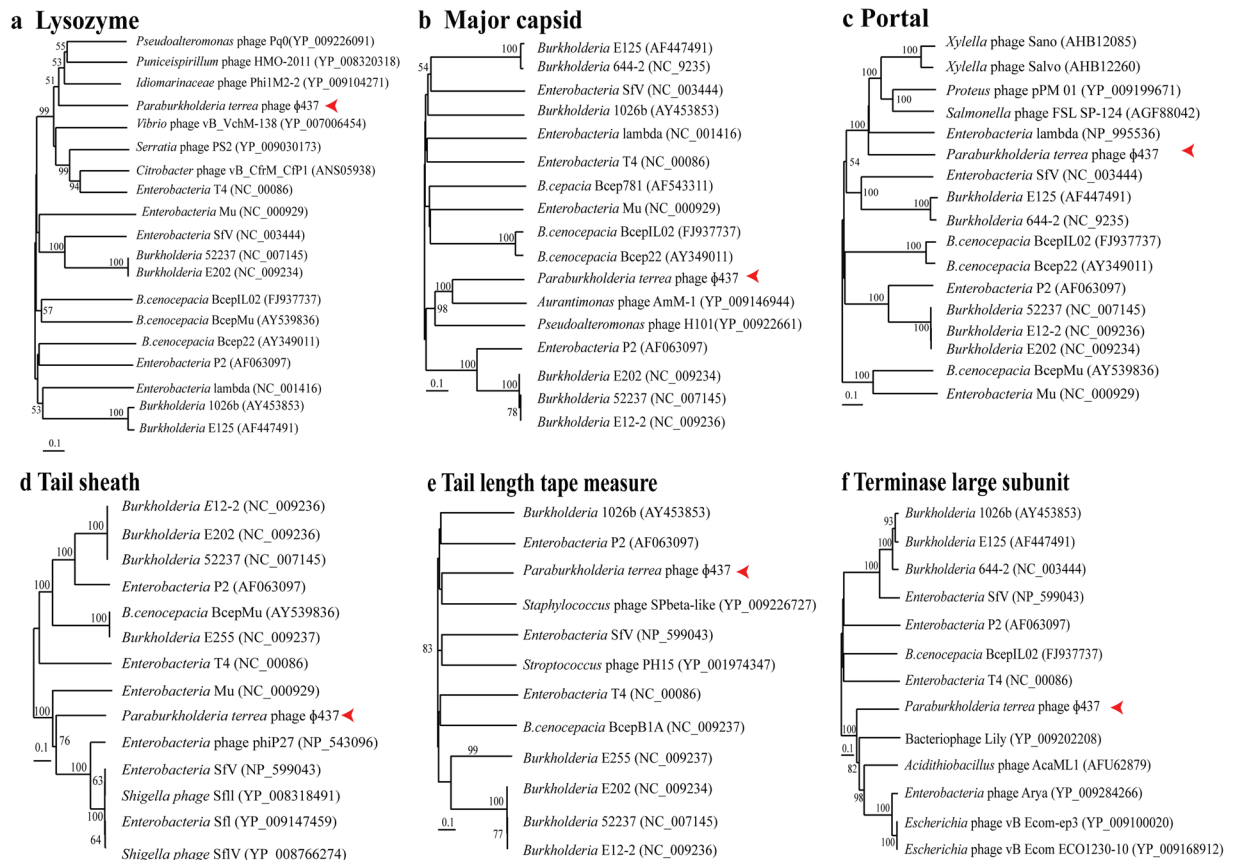 a Lysozyme
Pseudoalteromonas phage Pq0(YP_009226091)
Puniceispirillum phage HMO-2011 (YP_008320318)
Idiomarinaceae phage Phi1M2-2 (YP_009104271)
Paraburkholderia terrea phage ϕ437
Vibrio phage vB_VchM-138 (YP_007006454)
Serratia phage PS2 (YP_009030173)
Citrobacter phage vB_CfrM_CfP1 (ANS05938)
Enterobacteria T4 (NC_00086)
Enterobacteria Mu (NC_000929)
Enterobacteria SfV (NC_003444)
Burkholderia 52237 (NC_007145)
Burkholderia E202 (NC_009234)
B.cenocepacia BcepIL02 (FJ937737)
B.cenocepacia BcepMu (AY539836)
B.cenocepacia Bcep22 (AY349011)
Enterobacteria P2 (AF063097)
Enterobacteria lambda (NC_001416)
Burkholderia 1026b (AY453853)
Burkholderia E125 (AF447491)
55
53
51
99
99
94
100
100
57
53
100
0.1
b Major capsid
Burkholderia E125 (AF447491)
Burkholderia 644-2 (NC_9235)
Enterobacteria SfV (NC_003444)
Burkholderia 1026b (AY453853)
Enterobacteria lambda (NC_001416)
Enterobacteria T4 (NC_00086)
B.cepacia Bcep781 (AF543311)
Enterobacteria Mu (NC_000929)
B.cenocepacia BcepIL02 (FJ937737)
B.cenocepacia Bcep22 (AY349011)
Paraburkholderia terrea phage ϕ437
Aurantimonas phage AmM-1 (YP_009146944)
Pseudoalteromonas phage H101(YP_00922661)
Enterobacteria P2 (AF063097)
Burkholderia E202 (NC_009234)
Burkholderia 52237 (NC_007145)
Burkholderia E12-2 (NC_009236)
100
54
100
100
98
100
100
78
0.1
c Portal
Xylella phage Sano (AHB12085)
Xylella phage Salvo (AHB12260)
Proteus phage pPM 01 (YP_009199671)
Salmonella phage FSL SP-124 (AGF88042)
Enterobacteria lambda (NP_995536)
Paraburkholderia terrea phage ϕ437
Enterobacteria SfV (NC_003444)
Burkholderia E125 (AF447491)
Burkholderia 644-2 (NC_9235)
B.cenocepacia BcepIL02 (FJ937737)
B.cenocepacia Bcep22 (AY349011)
Enterobacteria P2 (AF063097)
Burkholderia 52237 (NC_007145)
Burkholderia E12-2 (NC_009236)
Burkholderia E202 (NC_009234)
B.cenocepacia BcepMu (AY539836)
Enterobacteria Mu (NC_000929)
100
100
100
100
54
100
100
100
100
100
100
0.1
d Tail sheath
Burkholderia E12-2 (NC_009236)
Burkholderia E202 (NC_009236)
Burkholderia 52237 (NC_007145)
Enterobacteria P2 (AF063097)
B.cenocepacia BcepMu (AY539836)
Burkholderia E255 (NC_009237)
Enterobacteria T4 (NC_00086)
Enterobacteria Mu (NC_000929)
Paraburkholderia terrea phage ϕ437
Enterobacteria phage phiP27 (NP_543096)
Enterobacteria SfV (NP_599043)
Shigella phage SfII (YP_008318491)
Enterobacteria SfI (YP_009147459)
Shigella phage SfIV (YP_008766274)
100
100
100
100
100
76
100
63
100
64
0.1
e Tail length tape measure
Burkholderia 1026b (AY453853)
Enterobacteria P2 (AF063097)
Paraburkholderia terrea phage ϕ437
Staphylococcus phage SPbeta-like (YP_009226727)
Enterobacteria SfV (NP_599043)
Stroptococcus phage PH15 (YP_001974347)
Enterobacteria T4 (NC_00086)
B.cenocepacia BcepB1A (NC_009237)
Burkholderia E255 (NC_009237)
Burkholderia E202 (NC_009234)
Burkholderia 52237 (NC_007145)
Burkholderia E12-2 (NC_009236)
83
99
100
77
0.1
f Terminase large subunit
Burkholderia 1026b (AY453853)
Burkholderia E125 (AF447491)
Burkholderia 644-2 (NC_003444)
Enterobacteria SfV (NP_599043)
Enterobacteria P2 (AF063097)
B.cenocepacia BcepIL02 (FJ937737)
Enterobacteria T4 (NC_00086)
Paraburkholderia terrea phage ϕ437
Bacteriophage Lily (YP_009202208)
Acidithiobacillus phage AcaML1 (AFU62879)
Enterobacteria phage Arya (YP_009284266)
Escherichia phage vB Ecom-ep3 (YP_009100020)
Escherichia phage vB Ecom ECO1230-10 (YP_009168912)
93
100
100
100
82
98
100
100
0.1